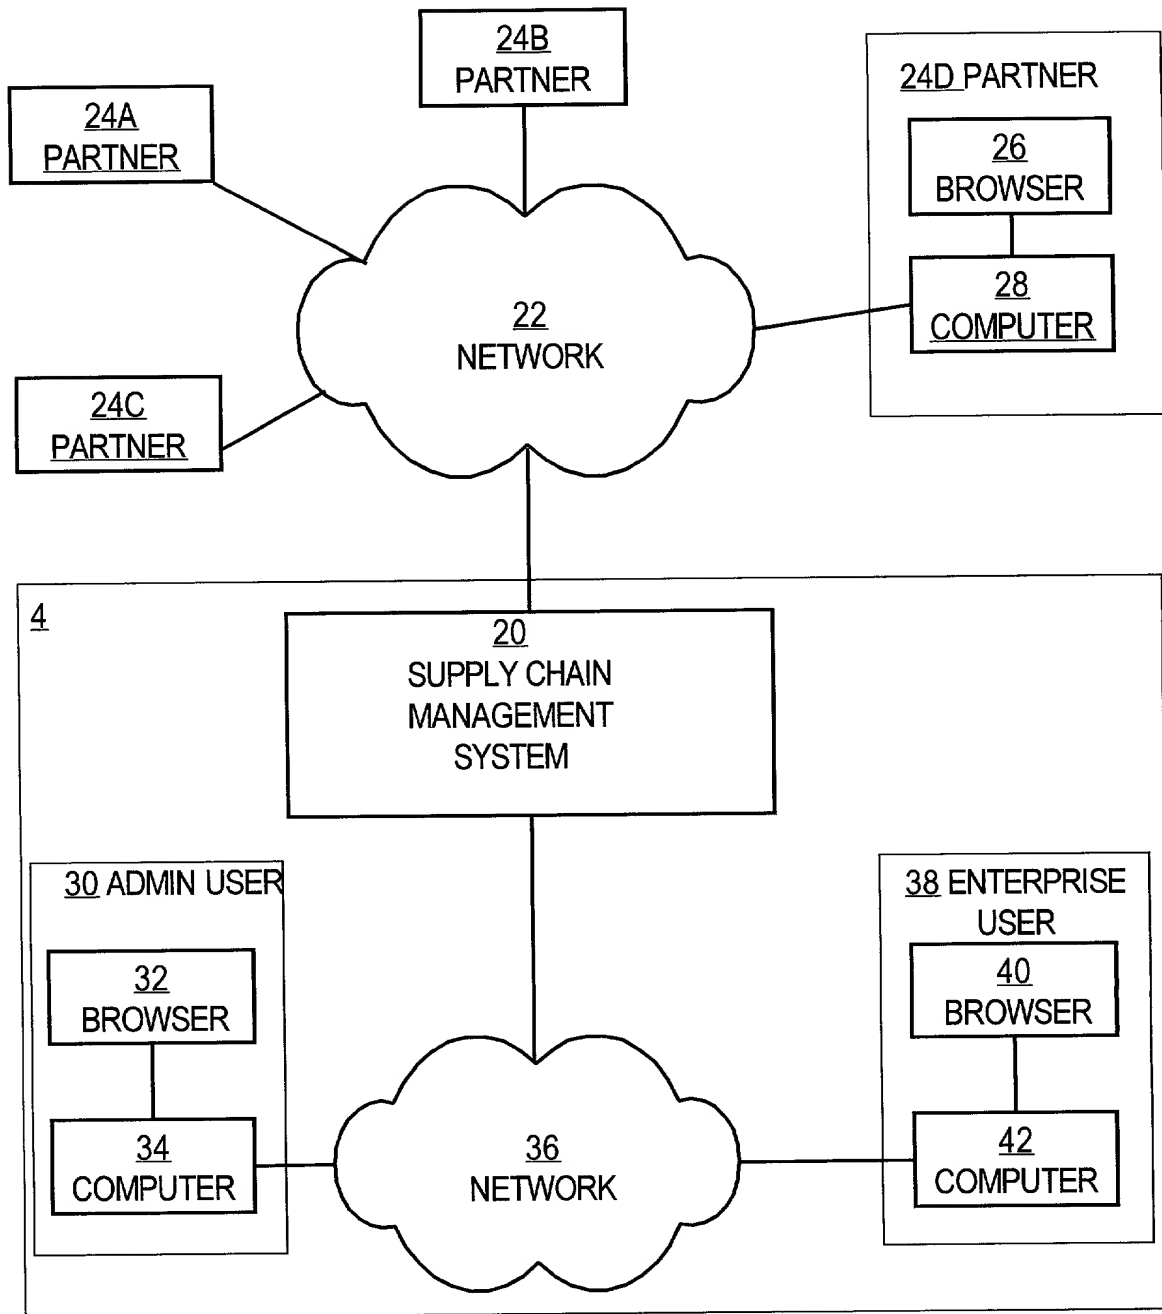 24B
PARTNER
24D PARTNER
24A
PARTNER
26
BROWSER
28
COMPUTER
22
NETWORK
24C
PARTNER
4
20
SUPPLY CHAIN
MANAGEMENT
SYSTEM
30 ADMIN USER
38 ENTERPRISE
USER
32
BROWSER
40
BROWSER
34
COMPUTER
36
NETWORK
42
COMPUTER